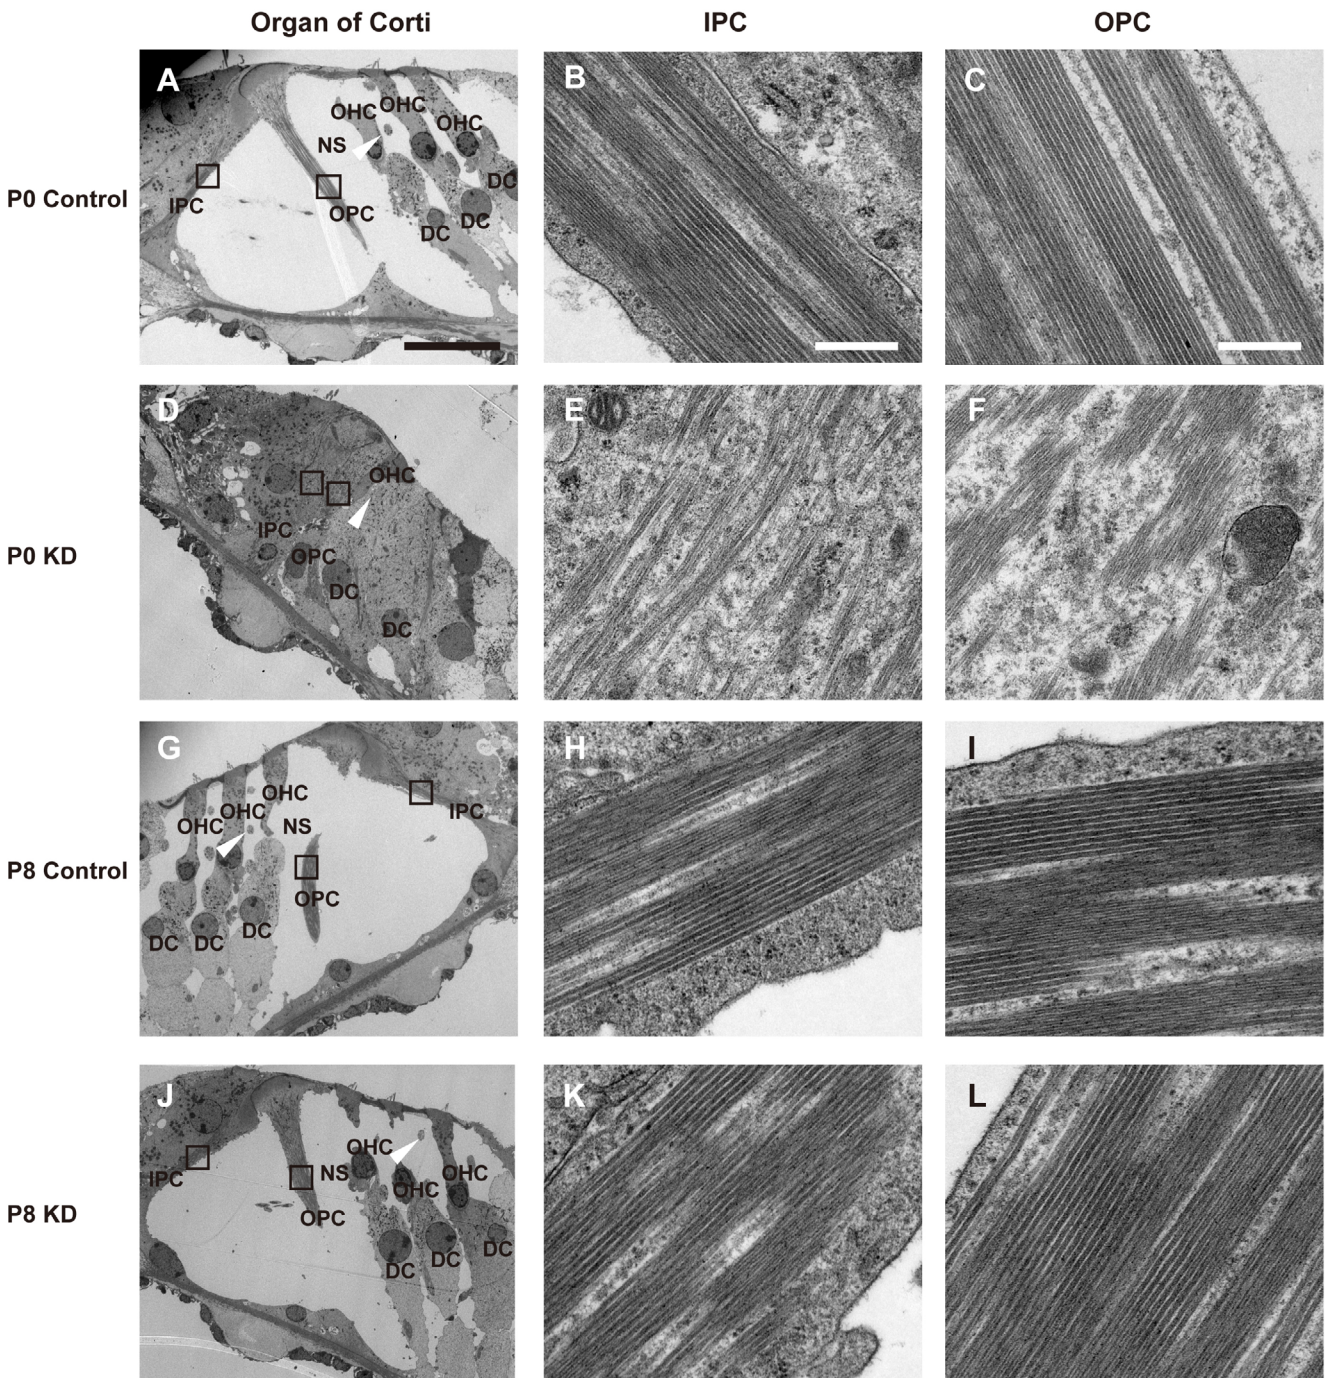 Organ of Corti IPC OPC
P0 Control
A
OHC
OHC
OHC
NS
DC
IPC
OPC
DC
DC
B
C
P0 KD
D
OHC
IPC
OPC
DC
DC
E
F
P8 Control
G
OHC
OHC
OHC
NS
IPC
OPC
DC
DC
DC
H
I
P8 KD
J
OHC
IPC
NS
OHC
OHC
OPC
DC
DC
DC
K
L